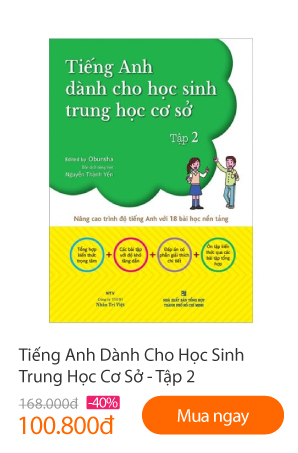 Tiếng Anh
dành cho học sinh
trung học cơ sở
Tập 2
Edited by Obunsha
Nguyễn Thành Yến
Nâng cao trình độ tiếng Anh với 18 bài học nền tảng
Tổng hợp
kiến thức
trọng tâm
+
Các bài tập
với độ khó
tăng dần
+
Đáp án có
phần giải thích
chi tiết
+
Ôn tập kiến
thức qua các
bài tập
tổng hợp
NTV
Công ty TNHH
Nhân Trí Việt
NHÀ XUẤT BẢN TỔNG HỢP
THÀNH PHỐ HỒ CHÍ MINH
Tiếng Anh Dành Cho Học Sinh
Trung Học Cơ Sở - Tập 2
168.000đ -40%
100.800đ
Mua ngay